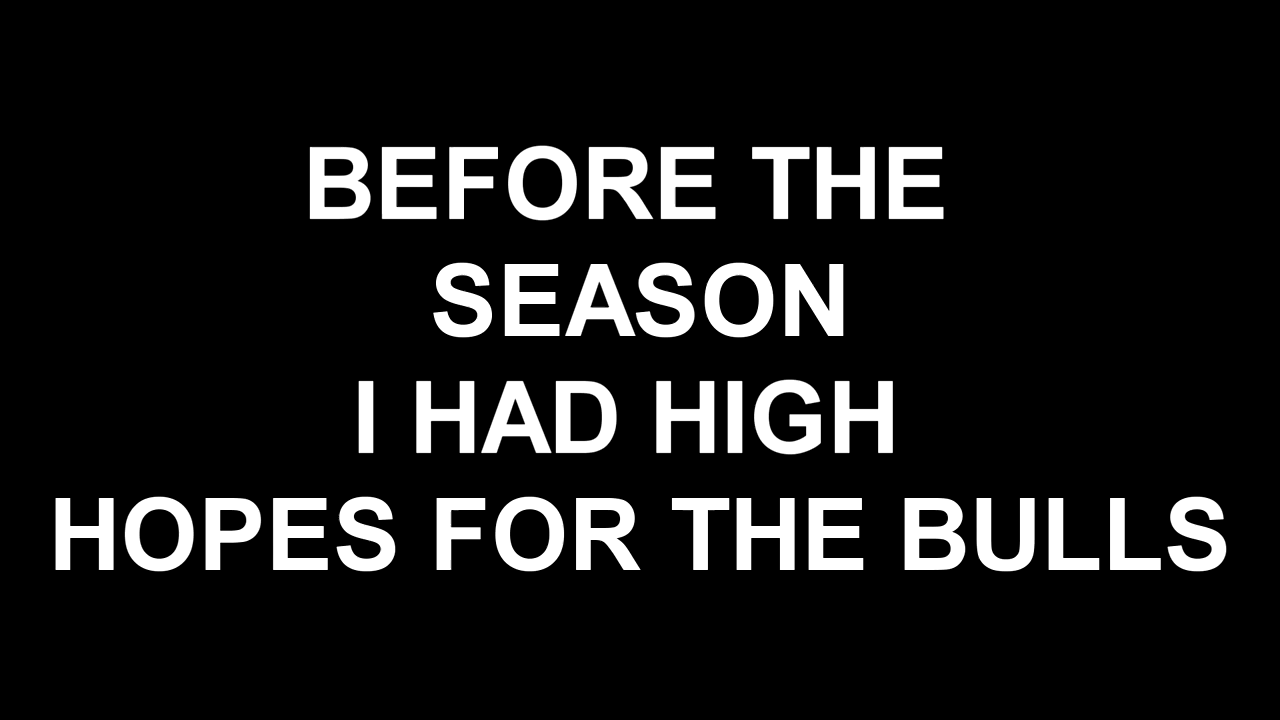 BEFORE THE
SEASON
I HAD HIGH
HOPES FOR THE BULLS